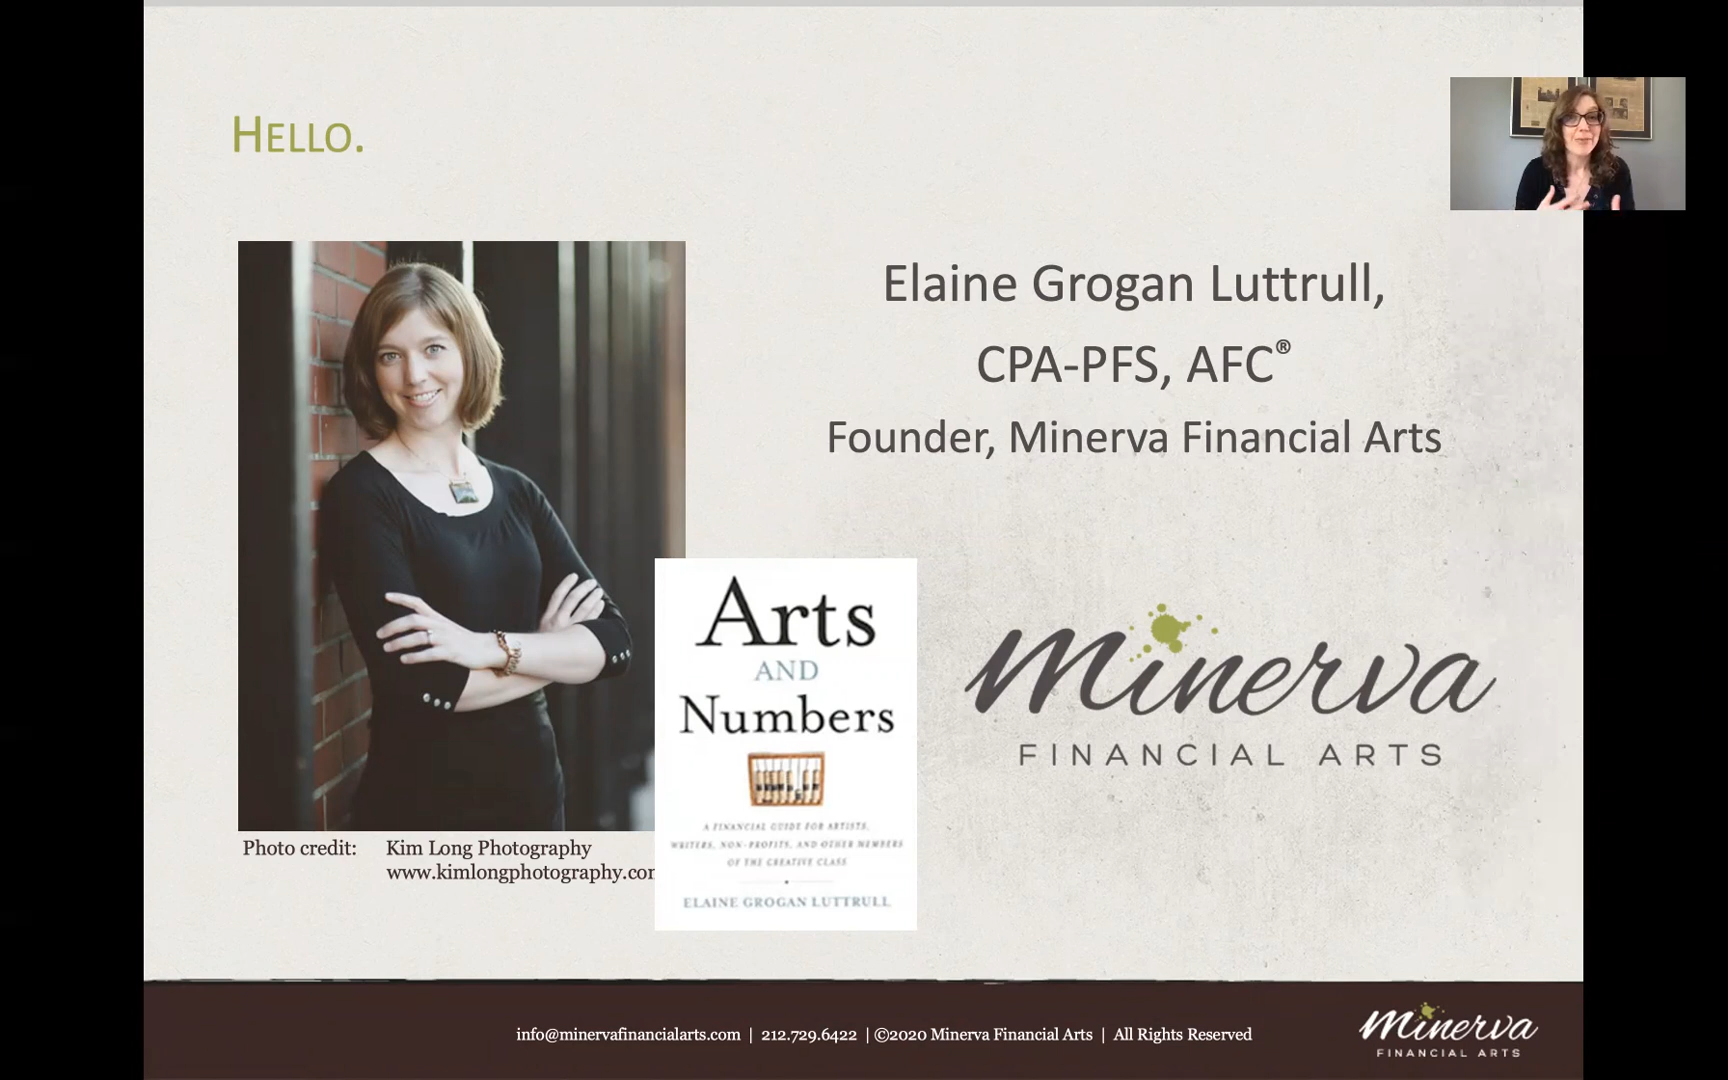 HELLO.
Elaine Grogan Luttrull,
CPA-PFS, AFC®
Founder, Minerva Financial Arts
Arts
AND
Numbers
A FINANCIAL GUIDE FOR ARTISTS,
WRITERS, NON-PROFITS, AND OTHER MEMBERS
OF THE CREATIVE CLASS
ELAINE GROGAN LUTTRULL
Minerva
FINANCIAL ARTS
Photo credit: Kim Long Photography
www.kimlongphotography.com
info@minervafinancialarts.com | 212.729.6422 | ©2020 Minerva Financial Arts | All Rights Reserved
Minerva
FINANCIAL ARTS